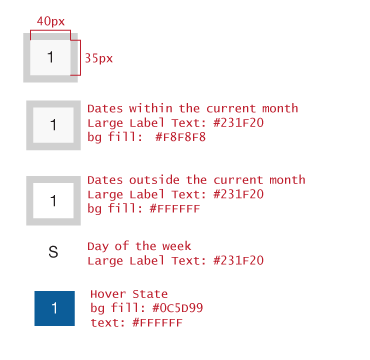 40px
1
35px
1
Dates within the current month
Large Label Text: #231F20
bg fill:  #F8F8F8
1
Dates outside the current month
Large Label Text: #231F20
bg fill: #FFFFFF
S
Day of the week
Large Label Text: #231F20
1
Hover State
bg fill: #0C5D99
text: #FFFFFF